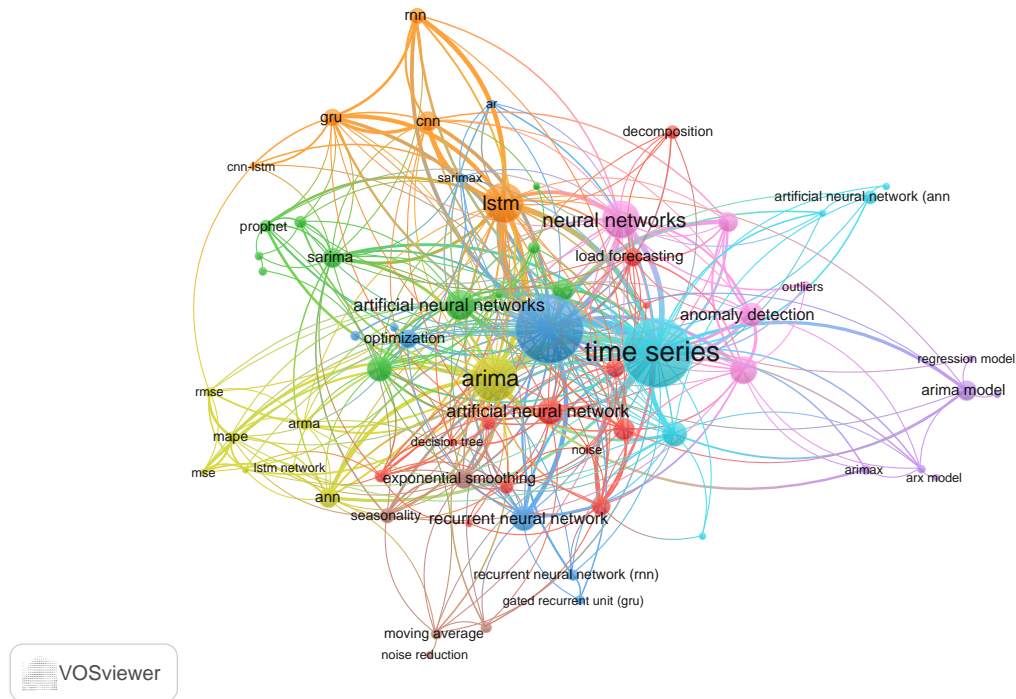 rnn
ar
gru
cnn
decomposition
cnn-lstm
sarimax
artificial neural network (ann
lstm
neural networks
prophet
sarima
load forecasting
outliers
artificial neural networks
anomaly detection
optimization
time series
regression model
arima
arima model
rmse
artificial neural network
arma
mape
decision tree
noise
mse
lstm network
exponential smoothing
arimax
arx model
ann
seasonality
recurrent neural network
recurrent neural network (rnn)
gated recurrent unit (gru)
moving average
noise reduction
VOSviewer